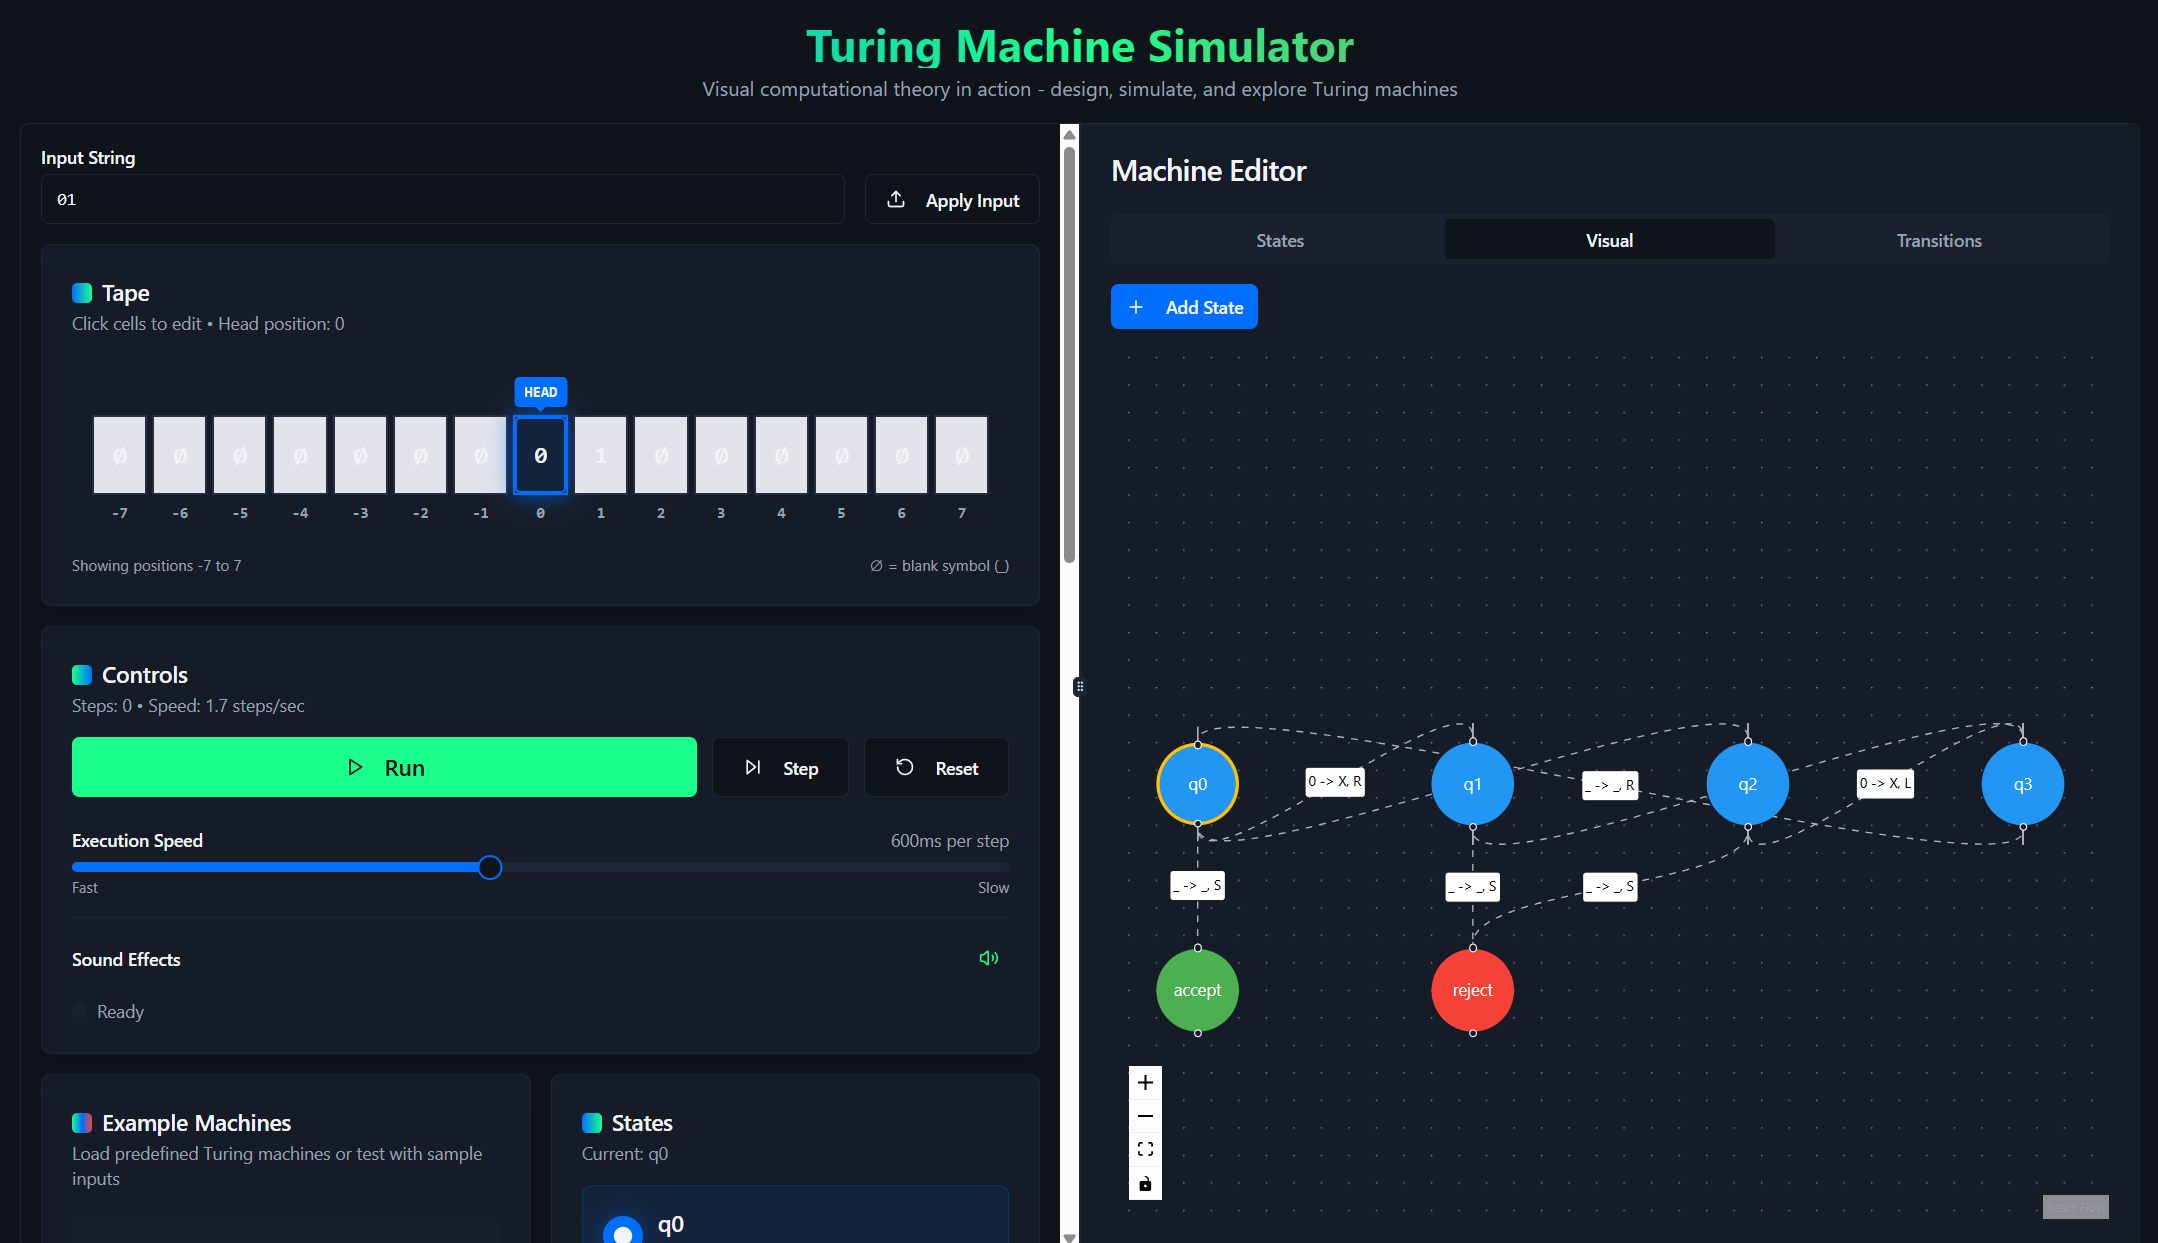 Turing Machine Simulator
Visual computational theory in action - design, simulate, and explore Turing machines
Input String
01
Apply Input
Tape
Click cells to edit • Head position: 0
HEAD
Ø Ø Ø Ø Ø Ø Ø 0 1 Ø Ø Ø Ø Ø Ø
-7 -6 -5 -4 -3 -2 -1 0 1 2 3 4 5 6 7
Showing positions -7 to 7
Ø = blank symbol (_)
Controls
Steps: 0 • Speed: 1.7 steps/sec
Run
Step
Reset
Execution Speed
600ms per step
Fast
Slow
Sound Effects
Ready
Example Machines
Load predefined Turing machines or test with sample
inputs
States
Current: q0
q0
Machine Editor
States
Visual
Transitions
+ Add State
q0
0 -> X, R
q1
_ -> _, R
q2
0 -> X, L
q3
_ -> _, S
_ -> _, S
_ -> _, S
accept
reject
React Flow